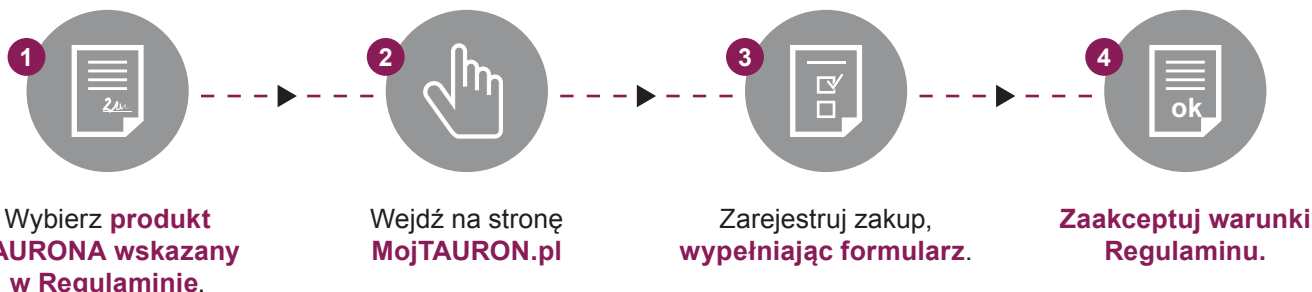 1
2
3
4
ok
Wybierz produkt
AURONA wskazany
w Regulaminie.
Wejdź na stronę
MojTAURON.pl
Zarejestruj zakup,
wypełniając formularz.
Zaakceptuj warunki
Regulaminu.